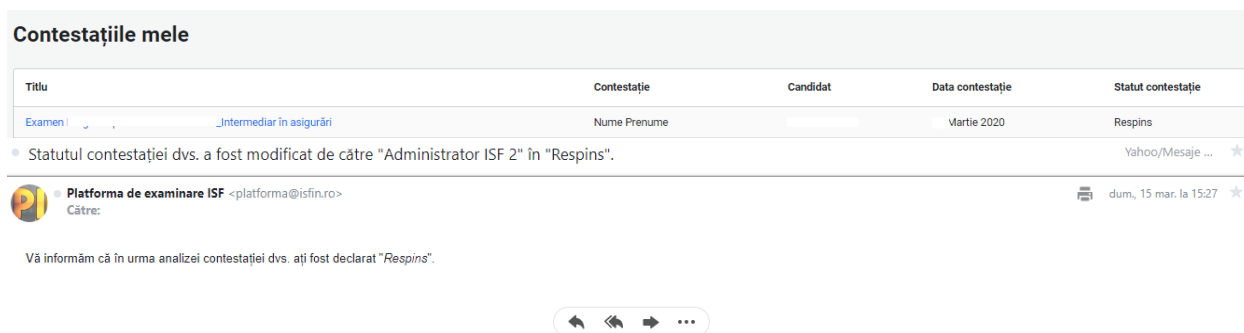 Contestațiile mele
Titlu Contestație Candidat Data contestație Statut contestație
Examen _Intermediar în asigurări Nume Prenume Martie 2020 Respins
Statutul contestației dvs. a fost modificat de către "Administrator ISF 2" în "Respins". Yahoo/Mesaje ...
Platforma de examinare ISF <platforma@isfin.ro> dum., 15 mar. la 15:27
Către:
Vă informăm că în urma analizei contestației dvs. ați fost declarat "Respins".